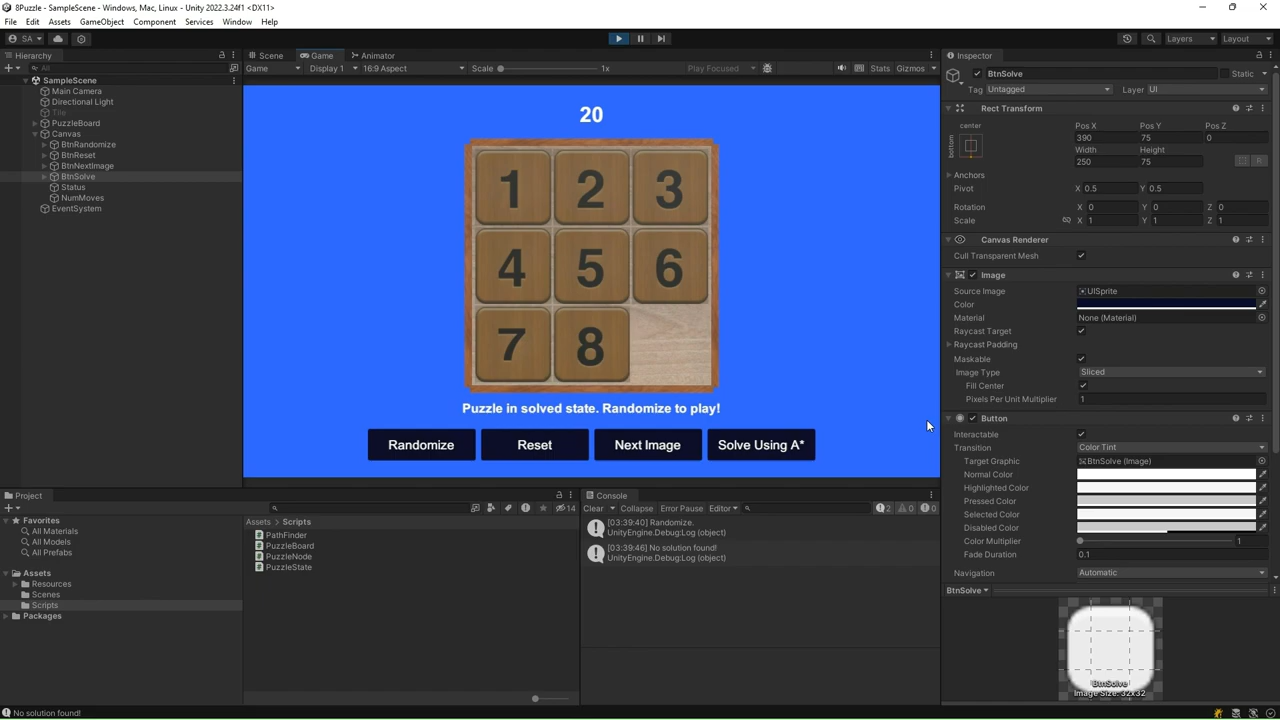 8Puzzle - SampleScene - Windows, Mac, Linux - Unity 2022.3.24f1 <DX11>
File Edit Assets GameObject Component Services Window Help
SA Layers Layout
Hierarchy
All
SampleScene
Main Camera
Directional Light
Tile
PuzzleBoard
Canvas
BtnRandomize
BtnReset
BtnNextImage
BtnSolve
Status
NumMoves
EventSystem
Scene Game Animator
Game Display 1 16:9 Aspect Scale 1x Play Focused Stats Gizmos
20
1 2 3
4 5 6
7 8
Puzzle in solved state. Randomize to play!
Randomize Reset Next Image Solve Using A*
Inspector
BtnSolve Static
Tag Untagged Layer UI
Rect Transform
center
bottom
Pos X Pos Y Pos Z
390 75 0
Width Height
250 75
R
Anchors
Pivot X 0.5 Y 0.5
Rotation X 0 Y 0 Z 0
Scale X 1 Y 1 Z 1
Canvas Renderer
Cull Transparent Mesh
Image
Source Image UISprite
Color
Material None (Material)
Raycast Target
Raycast Padding
Maskable
Image Type Sliced
Fill Center
Pixels Per Unit Multiplier 1
Button
Interactable
Transition Color Tint
Target Graphic BtnSolve (Image)
Normal Color
Highlighted Color
Pressed Color
Selected Color
Disabled Color
Color Multiplier 1
Fade Duration 0.1
Navigation Automatic
BtnSolve
BtnSolve
Image Size: 32x32
Project
14
Favorites
All Materials
All Models
All Prefabs
Assets
Resources
Scenes
Scripts
Packages
Assets > Scripts
PathFinder
PuzzleBoard
PuzzleNode
PuzzleState
Console
Clear Collapse Error Pause Editor 2 0 0
[03:39:40] Randomize.
UnityEngine.Debug:Log (object)
[03:39:46] No solution found!
UnityEngine.Debug:Log (object)
No solution found!